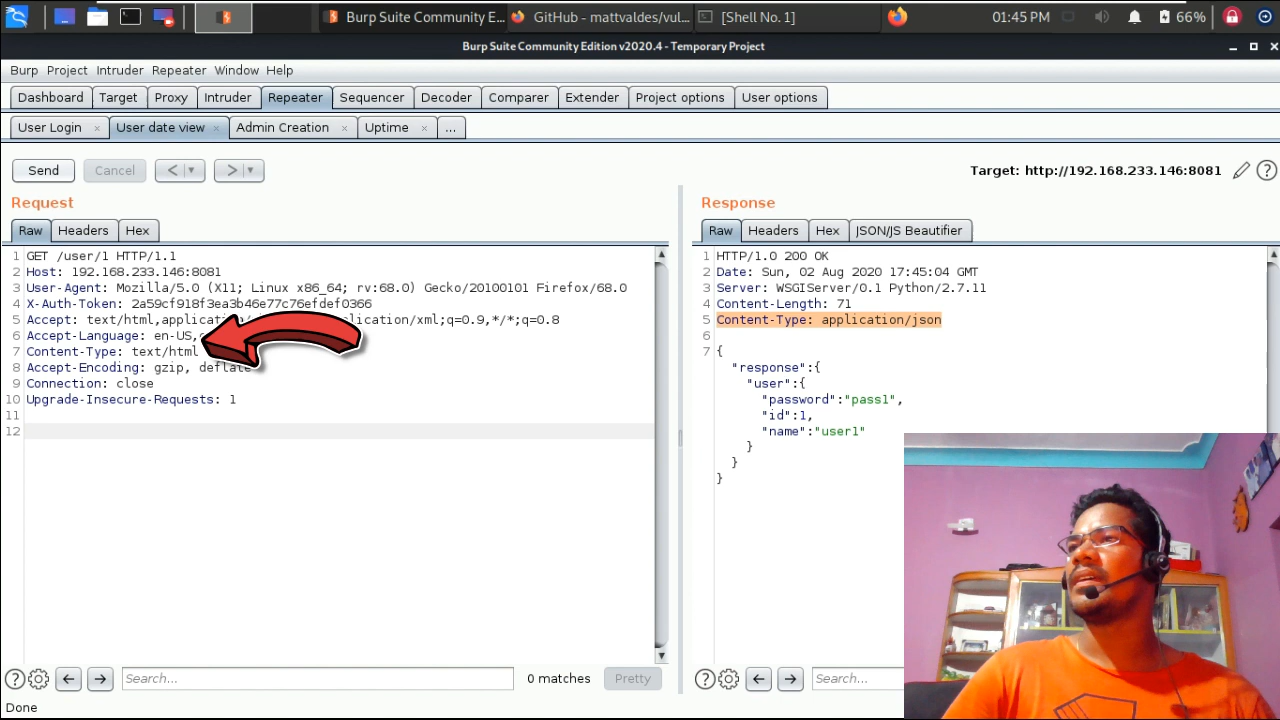 Burp Suite Community E...
GitHub - mattvaldes/vul...
[Shell No. 1]
01:45 PM
66%
Burp Suite Community Edition v2020.4 - Temporary Project
Burp Project Intruder Repeater Window Help
Dashboard Target Proxy Intruder Repeater Sequencer Decoder Comparer Extender Project options User options
User Login × User date view × Admin Creation × Uptime × ...
Send Cancel < > Target: http://192.168.233.146:8081 ?
Request
Raw Headers Hex
1 GET /user/1 HTTP/1.1
2 Host: 192.168.233.146:8081
3 User-Agent: Mozilla/5.0 (X11; Linux x86_64; rv:68.0) Gecko/20100101 Firefox/68.0
4 X-Auth-Token: 2a59cf918f3ea3b46e77c76efdef0366
5 Accept: text/html,application/ lication/xml;q=0.9,*/*;q=0.8
6 Accept-Language: en-US,
7 Content-Type: text/html
8 Accept-Encoding: gzip, deflate
9 Connection: close
10 Upgrade-Insecure-Requests: 1
11
12
? Search... 0 matches Pretty
Response
Raw Headers Hex JSON/JS Beautifier
1 HTTP/1.0 200 OK
2 Date: Sun, 02 Aug 2020 17:45:04 GMT
3 Server: WSGIServer/0.1 Python/2.7.11
4 Content-Length: 71
5 Content-Type: application/json
6
7 {
"response":{
"user":{
"password":"pass1",
"id":1,
"name":"user1"
}
}
}
? Search...
Done